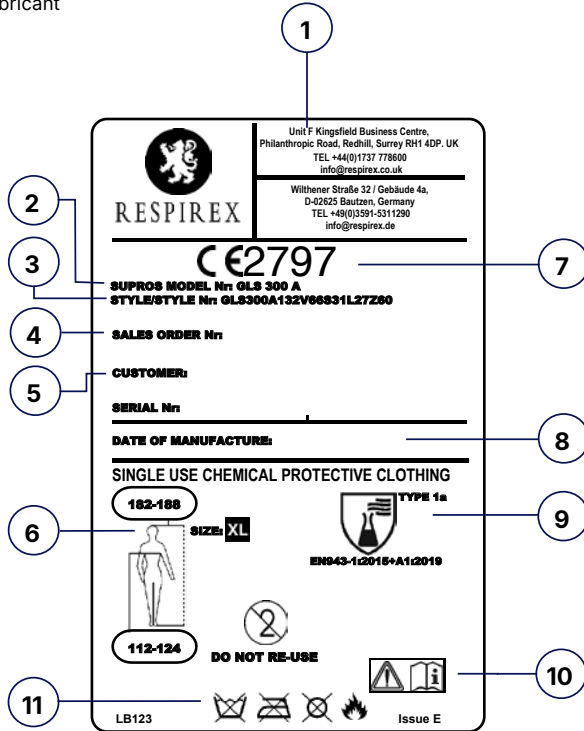 1
RESPIREX
Unit F Kingsfield Business Centre,
Philanthropic Road, Redhill, Surrey RH1 4DP. UK
TEL +44(0)1737 778600
info@respirex.co.uk
Wilthener Straße 32 / Gebäude 4a,
D-02625 Bautzen, Germany
TEL +49(0)3591-5311290
info@respirex.de
2
CE2797
7
3
SUPROS MODEL Nr: GLS 300 A
STYLE/STYLE Nr: GLS300A132V66S31L27Z60
4
SALES ORDER Nr:
5
CUSTOMER:
SERIAL Nr:
DATE OF MANUFACTURE:
8
SINGLE USE CHEMICAL PROTECTIVE CLOTHING
182-188
TYPE 1a
6
SIZE: XL
9
EN943-1:2015+A1:2019
2
112-124
DO NOT RE-USE
10
11
LB123
Issue E